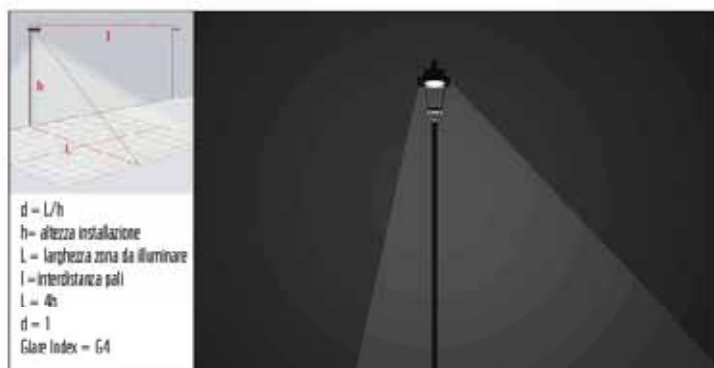 l
h
L
d = L/h
h= altezza installazione
L = larghezza zona da illuminare
l =interdistanza pali
L = 4h
d = 1
Glare Index = G4